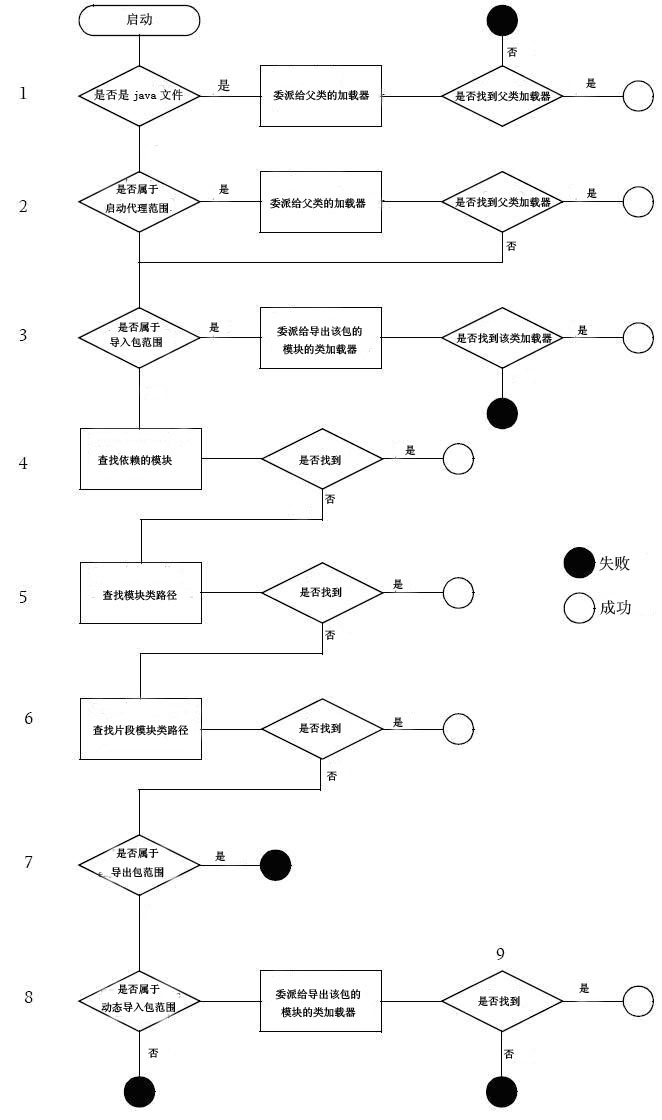 启动
否
1
是否是 java 文件
是
委派给父类的加载器
是否找到父类加载器
是
2
是否属于
启动代理范围
是
委派给父类的加载器
是否找到父类加载器
是
否
3
是否属于
导入包范围
是
委派给导出该包的
模块的类加载器
是否找到该类加载器
是
4
查找依赖的模块
是否找到
是
否
失败
5
查找模块类路径
是否找到
是
成功
否
6
查找片段模块类路径
是否找到
是
否
7
是否属于
导出包范围
是
9
8
是否属于
动态导入包范围
委派给导出该包的
模块的类加载器
是否找到
是
否
否